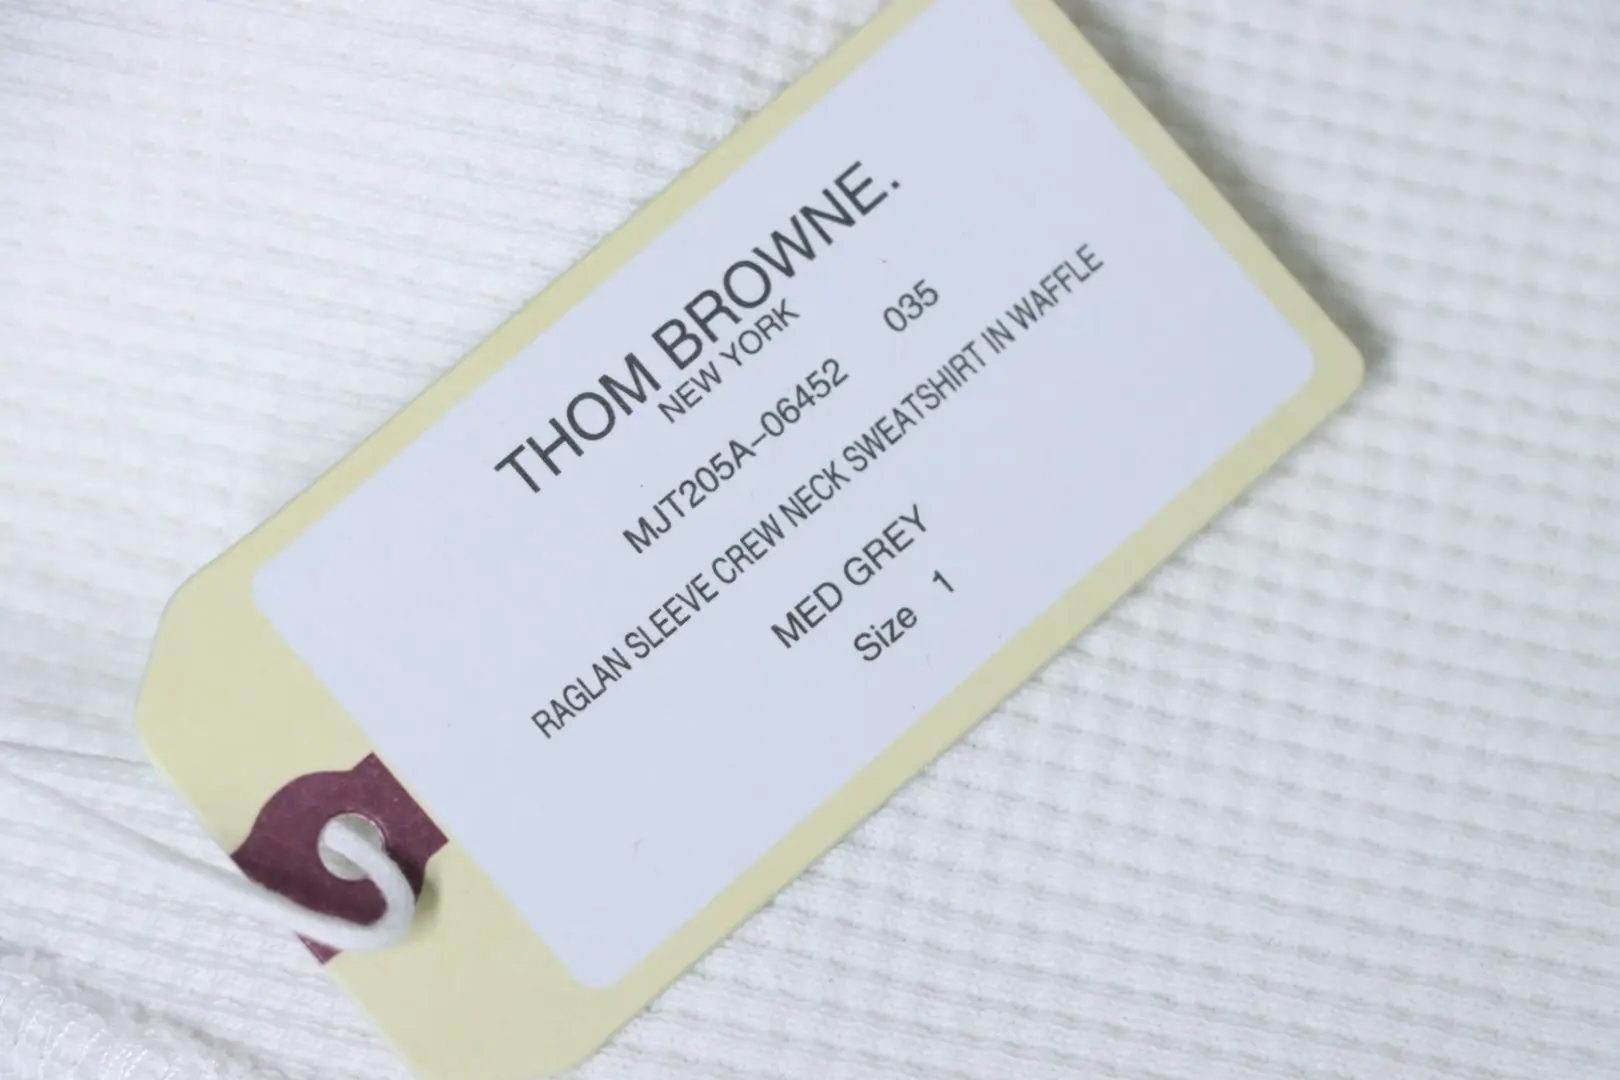 THOM BROWNE.
NEW YORK
MJT205A-06452 035
RAGLAN SLEEVE CREW NECK SWEATSHIRT IN WAFFLE
MED GREY
Size 1